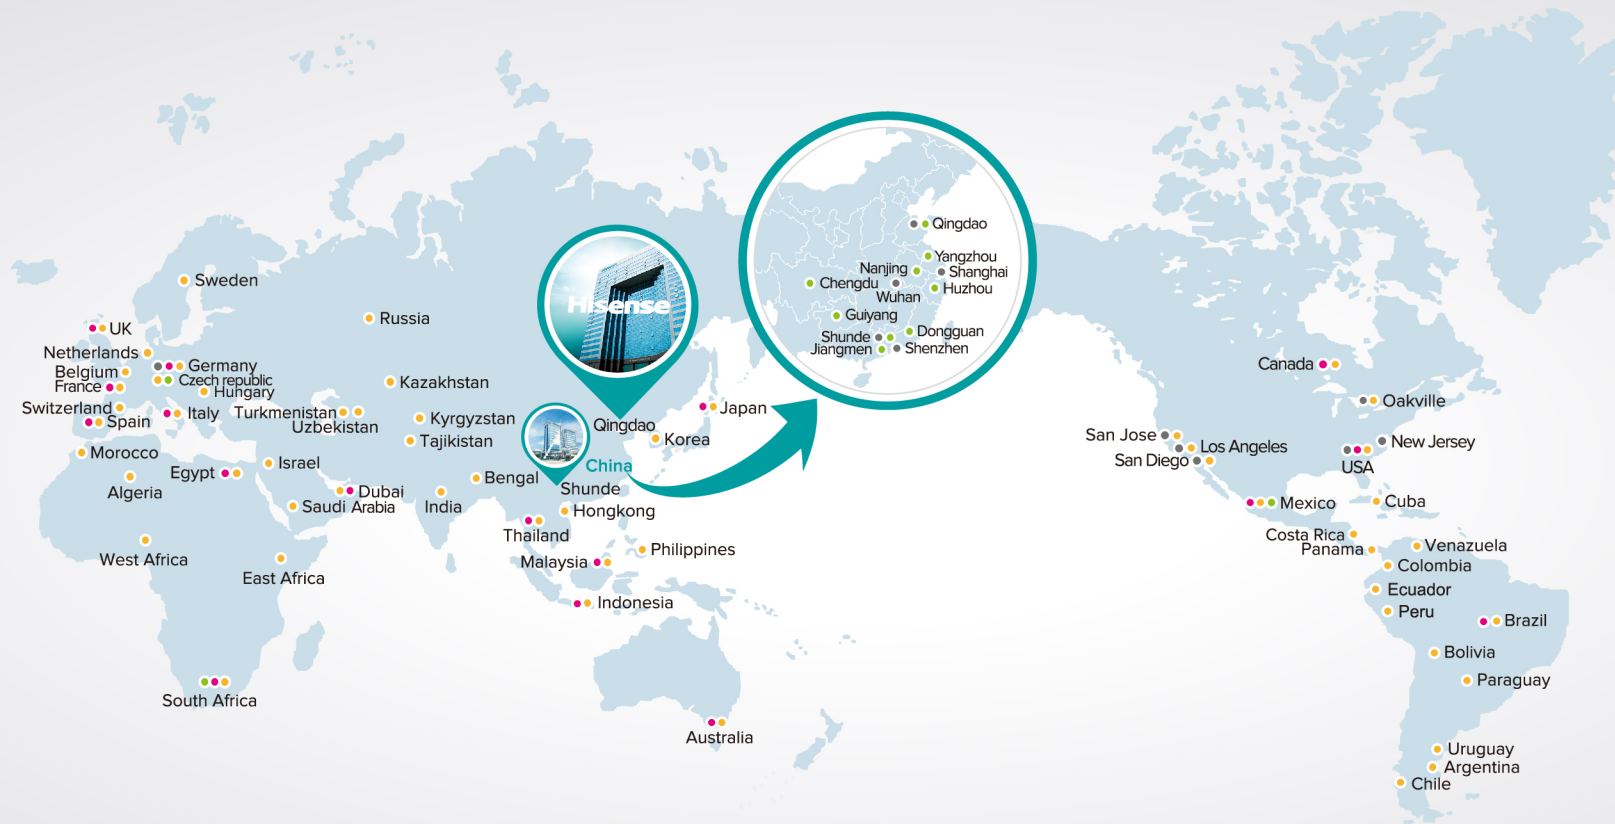 Sweden
UK
Russia
Netherlands
Germany
Belgium
Czech republic
France
Hungary
Kazakhstan
Switzerland
Italy
Turkmenistan
Spain
Uzbekistan
Kyrgyzstan
Tajikistan
Morocco
Israel
Egypt
Algeria
Dubai
Saudi Arabia
India
Bengal
West Africa
East Africa
South Africa
Hisense
Qingdao
China
Shunde
Hongkong
Thailand
Malaysia
Philippines
Indonesia
Japan
Korea
Australia
Qingdao
Yangzhou
Nanjing
Shanghai
Chengdu
Huzhou
Wuhan
Guiyang
Dongguan
Shunde
Jiangmen
Shenzhen
Canada
Oakville
San Jose
Los Angeles
New Jersey
San Diego
USA
Mexico
Cuba
Costa Rica
Panama
Venazuela
Colombia
Ecuador
Peru
Brazil
Bolivia
Paraguay
Uruguay
Argentina
Chile